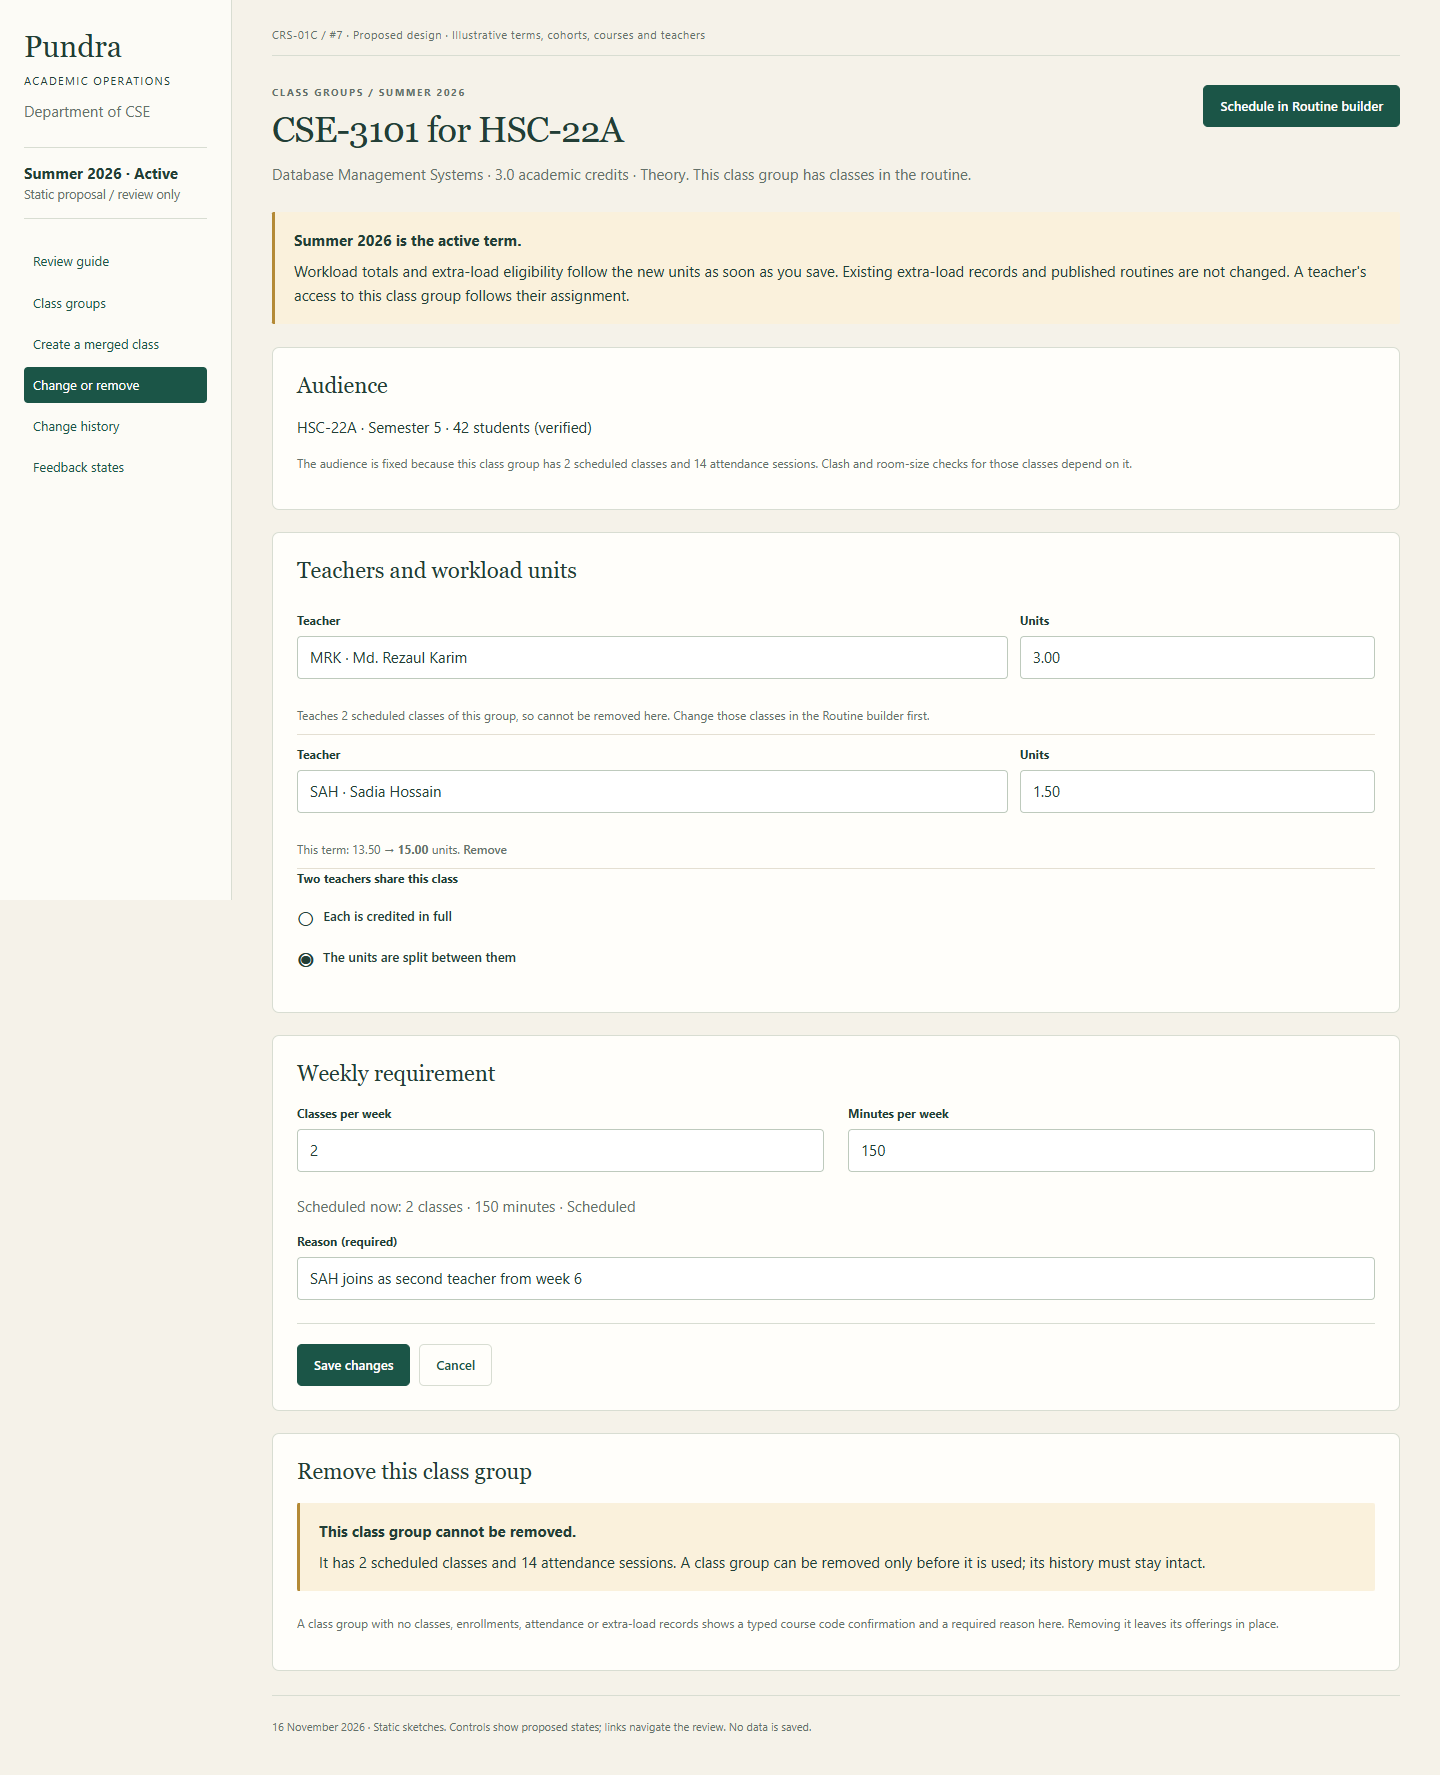 Pundra
ACADEMIC OPERATIONS
Department of CSE
Summer 2026 · Active
Static proposal / review only
Review guide
Class groups
Create a merged class
Change or remove
Change history
Feedback states
CRS-01C / #7 · Proposed design · Illustrative terms, cohorts, courses and teachers
CLASS GROUPS / SUMMER 2026
CSE-3101 for HSC-22A
Schedule in Routine builder
Database Management Systems · 3.0 academic credits · Theory. This class group has classes in the routine.
Summer 2026 is the active term.
Workload totals and extra-load eligibility follow the new units as soon as you save. Existing extra-load records and published routines are not changed. A teacher's
access to this class group follows their assignment.
Audience
HSC-22A · Semester 5 · 42 students (verified)
The audience is fixed because this class group has 2 scheduled classes and 14 attendance sessions. Clash and room-size checks for those classes depend on it.
Teachers and workload units
Teacher
Units
MRK · Md. Rezaul Karim
3.00
Teaches 2 scheduled classes of this group, so cannot be removed here. Change those classes in the Routine builder first.
Teacher
Units
SAH · Sadia Hossain
1.50
This term: 13.50 → 15.00 units. Remove
Two teachers share this class
Each is credited in full
The units are split between them
Weekly requirement
Classes per week
Minutes per week
2
150
Scheduled now: 2 classes · 150 minutes · Scheduled
Reason (required)
SAH joins as second teacher from week 6
Save changes
Cancel
Remove this class group
This class group cannot be removed.
It has 2 scheduled classes and 14 attendance sessions. A class group can be removed only before it is used; its history must stay intact.
A class group with no classes, enrollments, attendance or extra-load records shows a typed course code confirmation and a required reason here. Removing it leaves its offerings in place.
16 November 2026 · Static sketches. Controls show proposed states; links navigate the review. No data is saved.